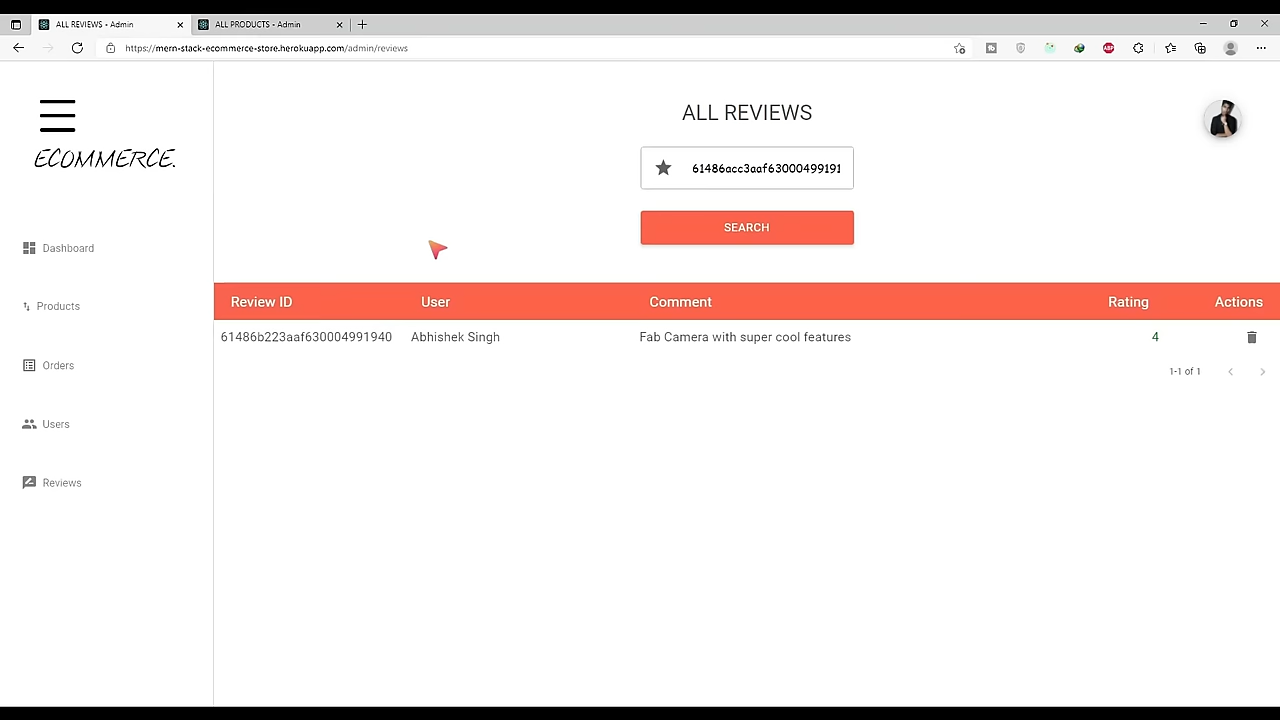 ALL REVIEWS - Admin
ALL PRODUCTS - Admin
https://mern-stack-ecommerce-store.herokuapp.com/admin/reviews
ABP
ECOMMERCE.
Dashboard
Products
Orders
Users
Reviews
ALL REVIEWS
61486acc3aaf63000499191
SEARCH
Review ID User Comment Rating Actions
61486b223aaf630004991940 Abhishek Singh Fab Camera with super cool features 4
1-1 of 1